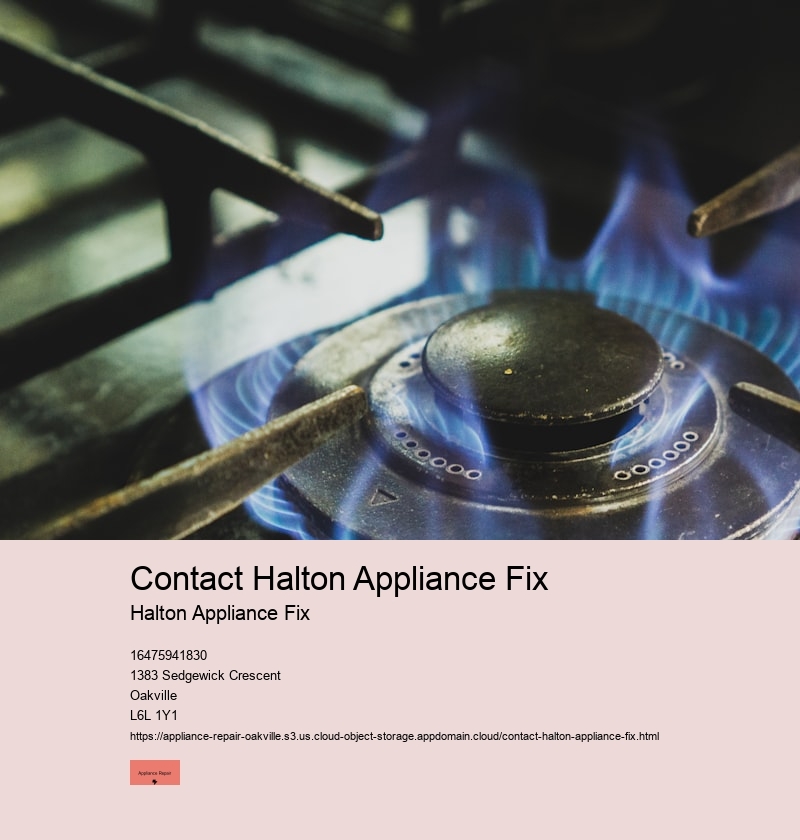 Contact Halton Appliance Fix
Halton Appliance Fix
16475941830
1383 Sedgewick Crescent
Oakville
L6L 1Y1
https://appliance-repair-oakville.s3.us.cloud-object-storage.appdomain.cloud/contact-halton-appliance-fix.html
Appliance Repair